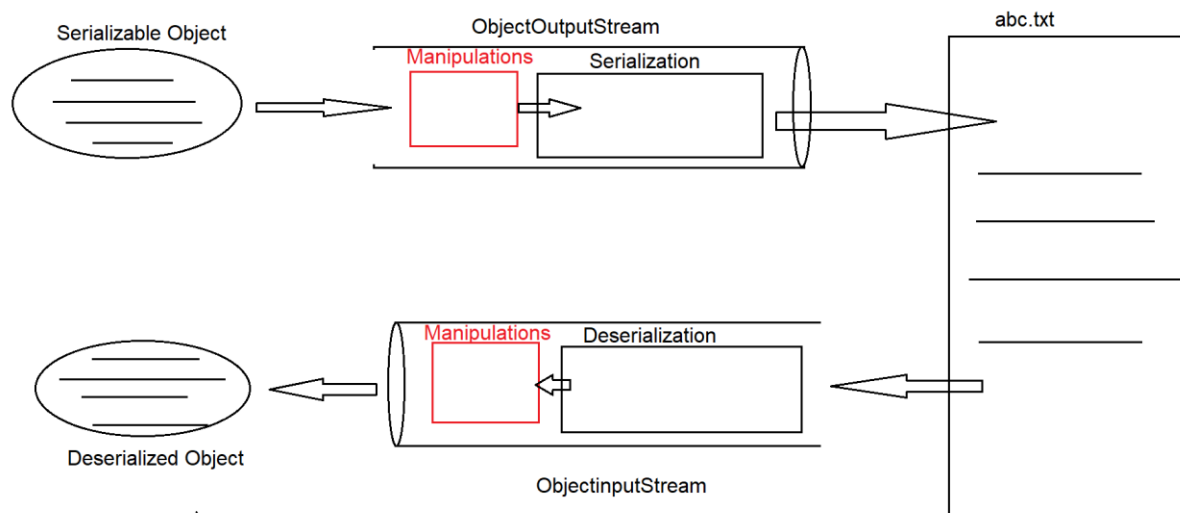 Serializable Object
ObjectOutputStream
abc.txt
Manipulations
Serialization
Manipulations
Deserialization
Deserialized Object
ObjectinputStream